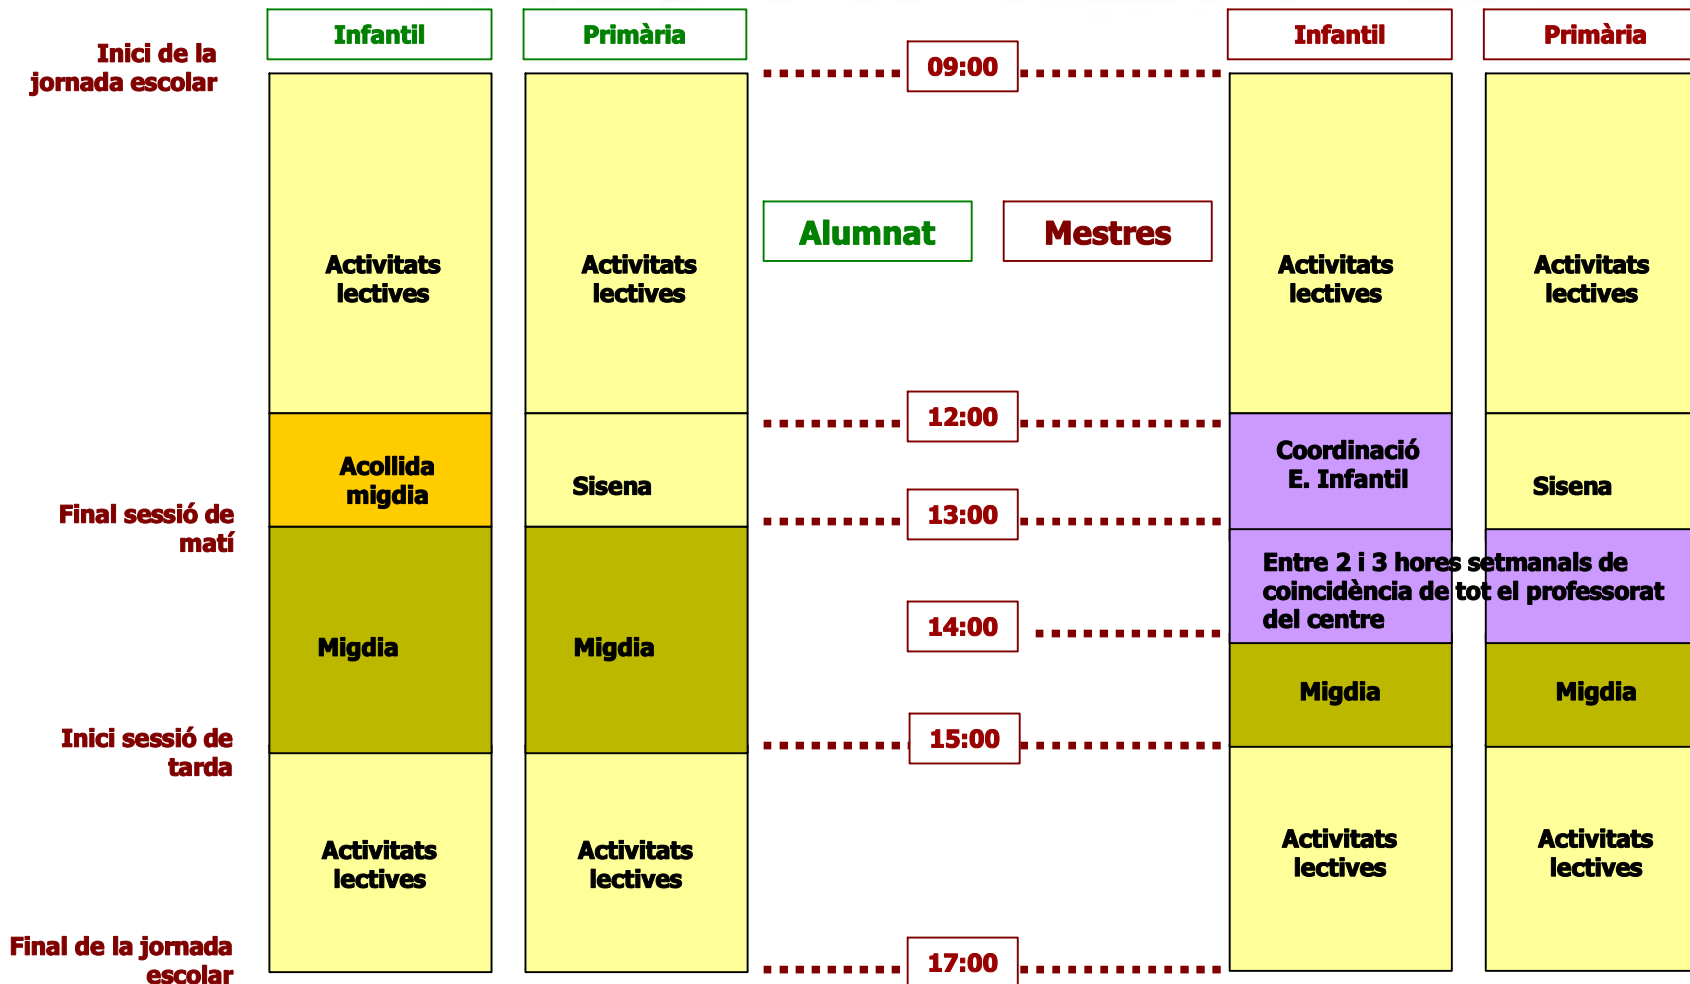 Infantil
Primària
Infantil
Primària
Inici de la
jornada escolar
09:00
Alumnat
Mestres
Activitats
lectives
Activitats
lectives
Activitats
lectives
Activitats
lectives
12:00
Acollida
migdia
Sisena
Coordinació
E. Infantil
Sisena
Final sessió de
matí
13:00
Entre 2 i 3 hores setmanals de
coincidència de tot el professorat
del centre
14:00
Migdia
Migdia
Migdia
Migdia
Inici sessió de
tarda
15:00
Activitats
lectives
Activitats
lectives
Activitats
lectives
Activitats
lectives
Final de la jornada
escolar
17:00